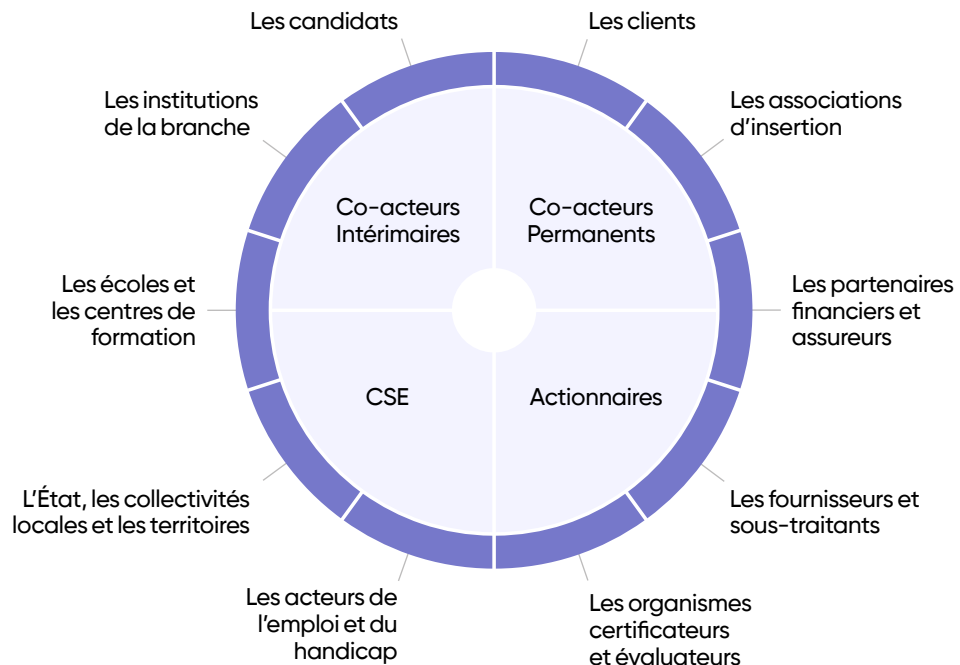 Les candidats
Les clients
Les institutions
de la branche
Les associations
d’insertion
Co-acteurs
Intérimaires
Co-acteurs
Permanents
Les écoles et
les centres de
formation
Les partenaires
financiers et
assureurs
CSE
Actionnaires
L’État, les collectivités
locales et les territoires
Les fournisseurs et
sous-traitants
Les acteurs de
l’emploi et du
handicap
Les organismes
certificateurs
et évaluateurs